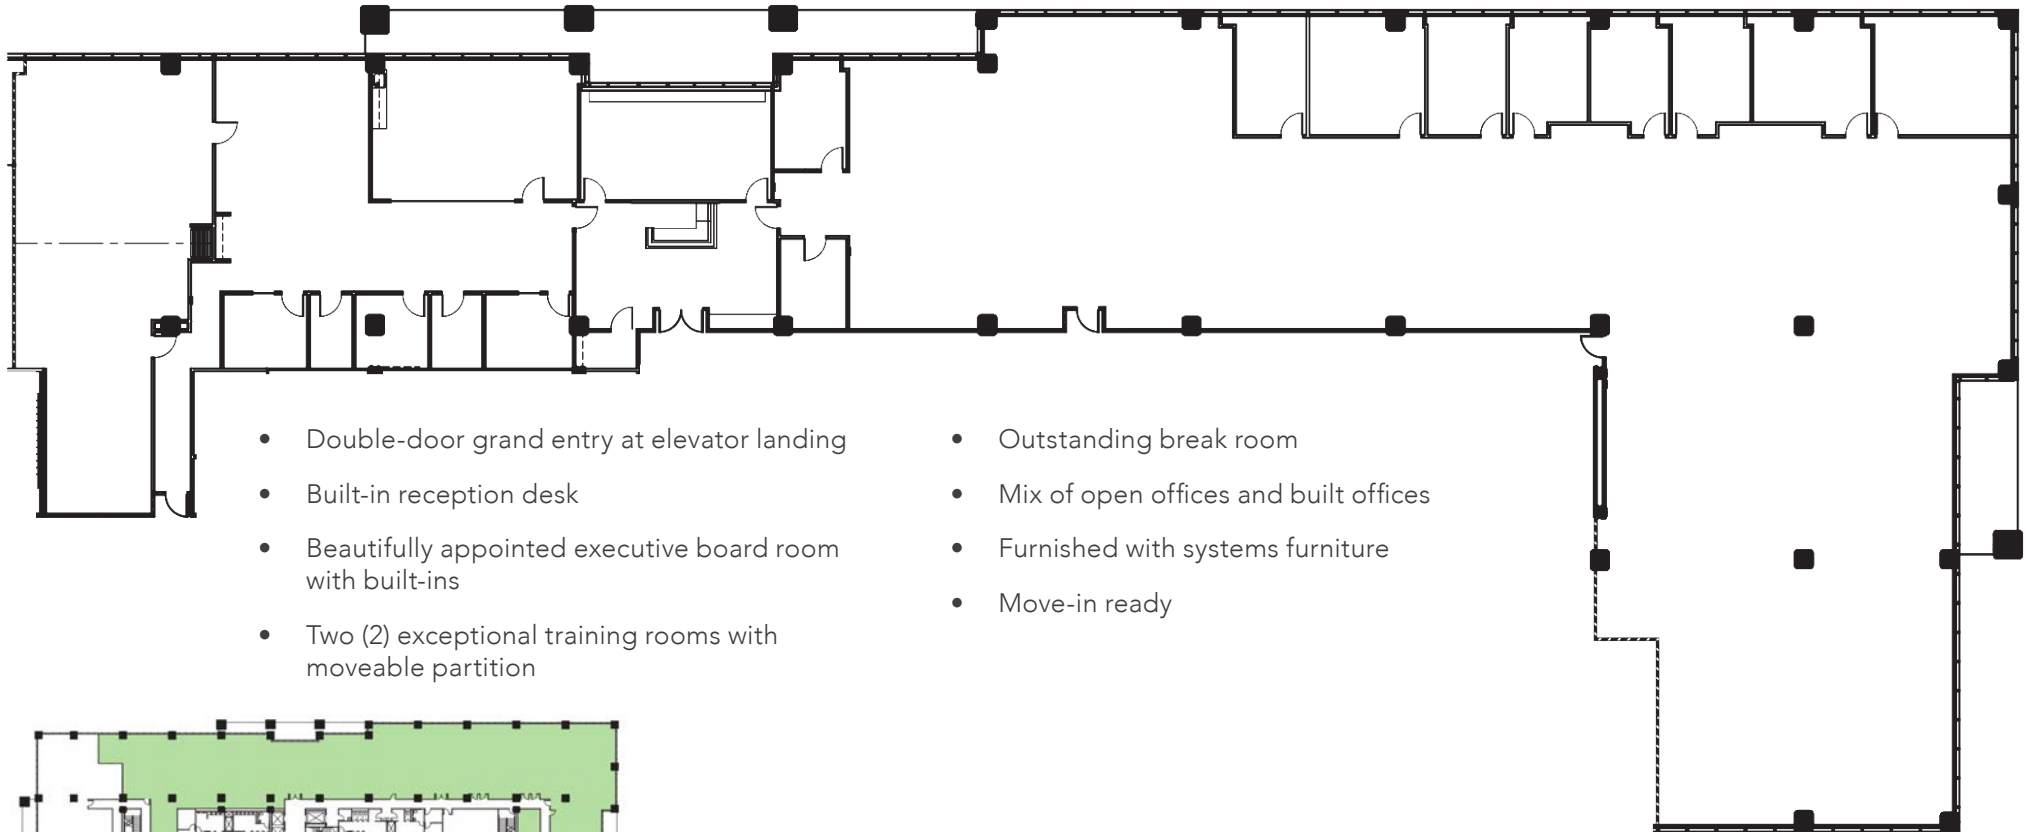 • Double-door grand entry at elevator landing
• Built-in reception desk
• Beautifully appointed executive board room
with built-ins
• Two (2) exceptional training rooms with
moveable partition
• Outstanding break room
• Mix of open offices and built offices
• Furnished with systems furniture
• Move-in ready